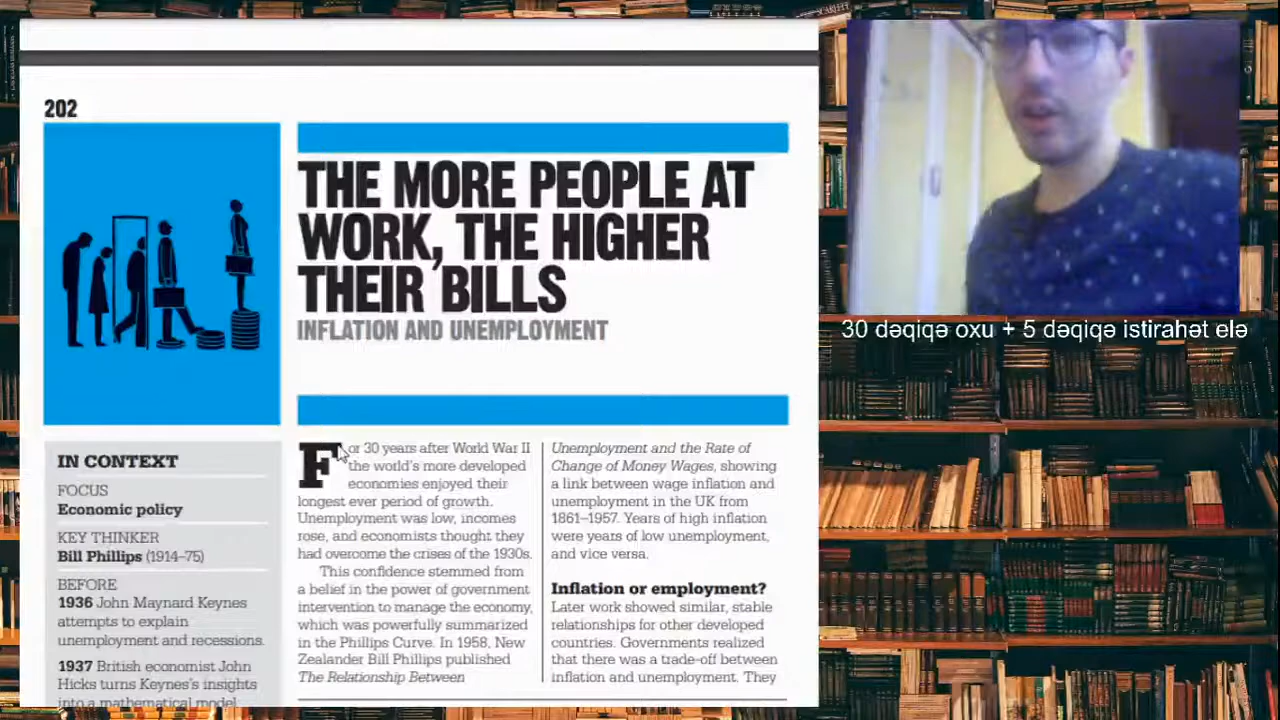 202
THE MORE PEOPLE AT
WORK, THE HIGHER
THEIR BILLS
INFLATION AND UNEMPLOYMENT
IN CONTEXT
FOCUS
Economic policy
KEY THINKER
Bill Phillips (1914–75)
BEFORE
1936 John Maynard Keynes
attempts to explain
unemployment and recessions.
1937 British economist John
Hicks turns Keynes's insights
into a mathematical model.
For 30 years after World War II
the world's more developed
economies enjoyed their
longest ever period of growth.
Unemployment was low, incomes
rose, and economists thought they
had overcome the crises of the 1930s.
This confidence stemmed from
a belief in the power of government
intervention to manage the economy,
which was powerfully summarized
in the Phillips Curve. In 1958, New
Zealander Bill Phillips published
The Relationship Between
Unemployment and the Rate of
Change of Money Wages, showing
a link between wage inflation and
unemployment in the UK from
1861–1957. Years of high inflation
were years of low unemployment,
and vice versa.
Inflation or employment?
Later work showed similar, stable
relationships for other developed
countries. Governments realized
that there was a trade-off between
inflation and unemployment. They
30 dəqiqə oxu + 5 dəqiqə istirahət elə